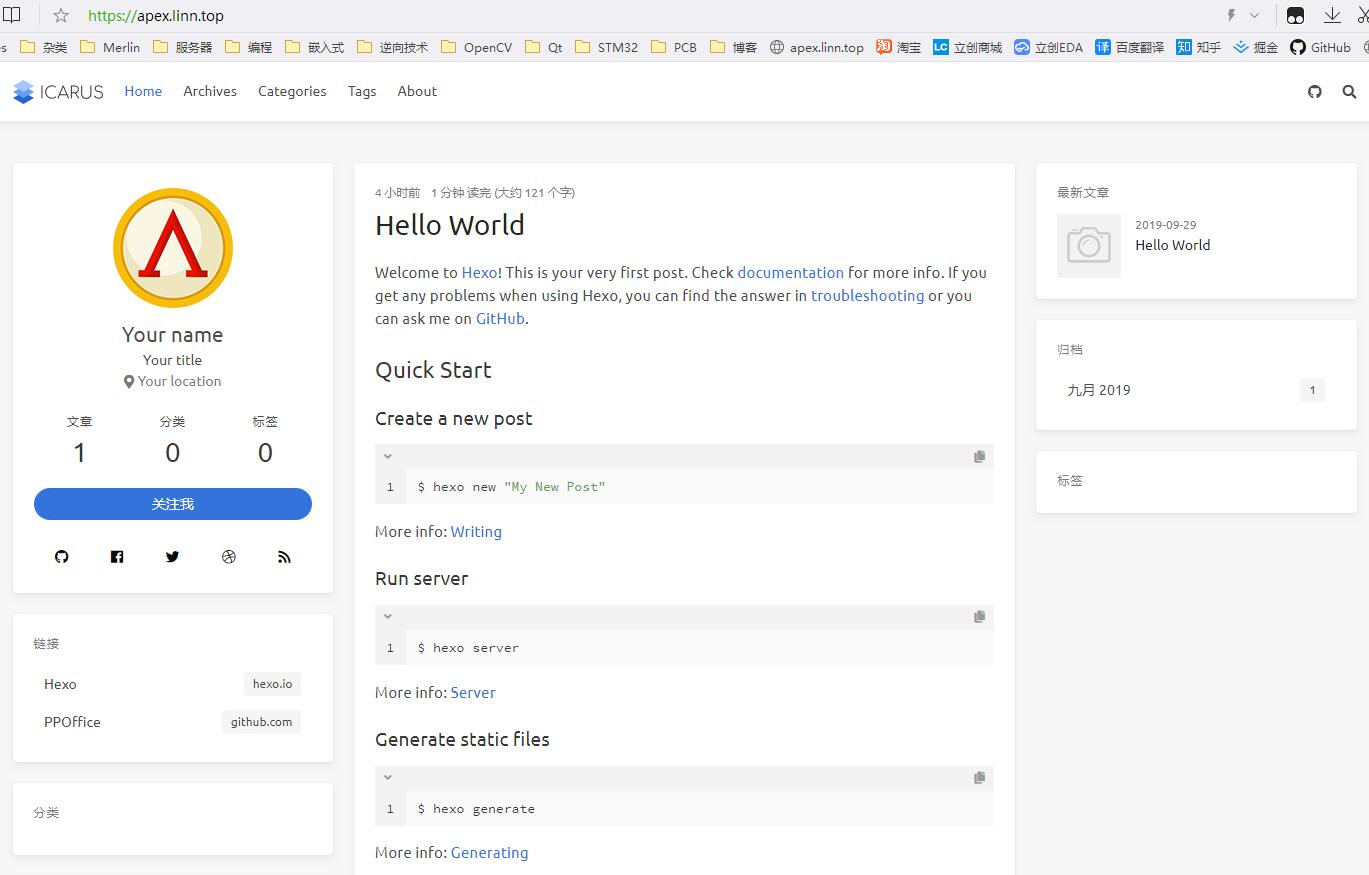 https://apex.linn.top
杂类 Merlin 服务器 编程 嵌入式 逆向技术 OpenCV Qt STM32 PCB 博客 apex.linn.top 淘 淘宝 LC 立创商城 立创EDA 译 百度翻译 知 知乎 掘金 GitHub
ICARUS Home Archives Categories Tags About
Your name
Your title
Your location
文章 分类 标签
1 0 0
关注我
链接
Hexo hexo.io
PPOffice github.com
分类
4 小时前 1 分钟 读完 (大约 121 个字)
Hello World
Welcome to Hexo! This is your very first post. Check documentation for more info. If you
get any problems when using Hexo, you can find the answer in troubleshooting or you
can ask me on GitHub.
Quick Start
Create a new post
1 $ hexo new "My New Post"
More info: Writing
Run server
1 $ hexo server
More info: Server
Generate static files
1 $ hexo generate
More info: Generating
最新文章
2019-09-29
Hello World
归档
九月 2019 1
标签